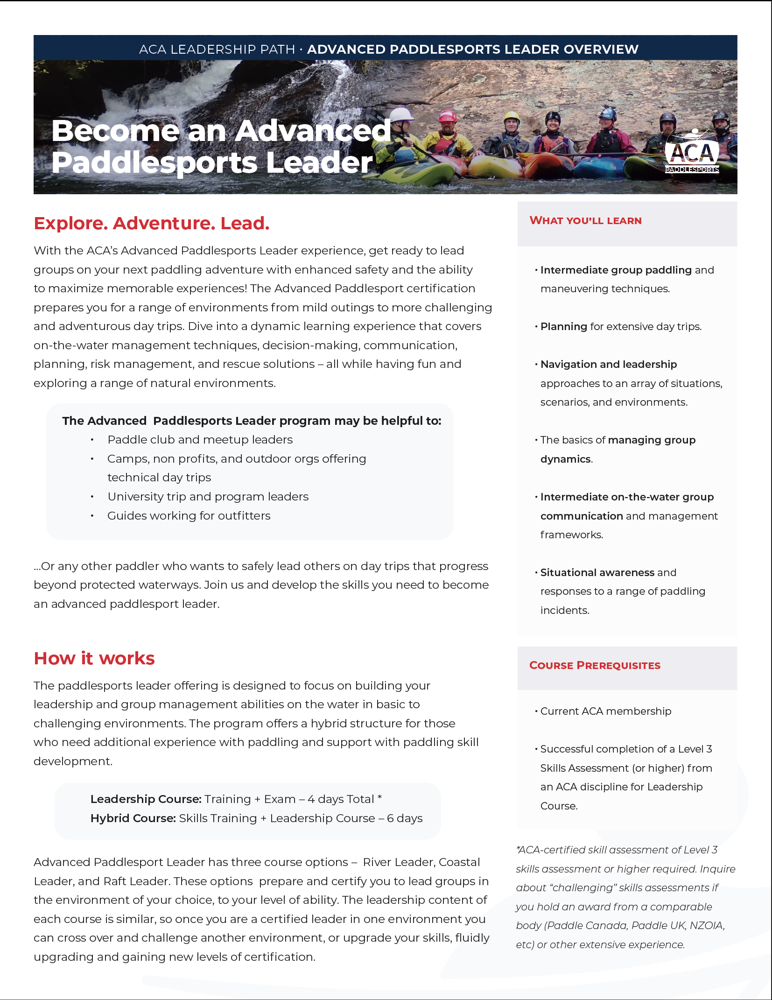 ACA LEADERSHIP PATH · ADVANCED PADDLESPORTS LEADER OVERVIEW
Become an Advanced
Paddlesports Leader
ACA
PADDLESPORTS
Explore. Adventure. Lead.
With the ACA’s Advanced Paddlesports Leader experience, get ready to lead
groups on your next paddling adventure with enhanced safety and the ability
to maximize memorable experiences! The Advanced Paddlesport certification
prepares you for a range of environments from mild outings to more challenging
and adventurous day trips. Dive into a dynamic learning experience that covers
on-the-water management techniques, decision-making, communication,
planning, risk management, and rescue solutions – all while having fun and
exploring a range of natural environments.
The Advanced  Paddlesports Leader program may be helpful to:
• Paddle club and meetup leaders
• Camps, non profits, and outdoor orgs offering
technical day trips
• University trip and program leaders
• Guides working for outfitters
...Or any other paddler who wants to safely lead others on day trips that progress
beyond protected waterways. Join us and develop the skills you need to become
an advanced paddlesport leader.
How it works
The paddlesports leader offering is designed to focus on building your
leadership and group management abilities on the water in basic to
challenging environments. The program offers a hybrid structure for those
who need additional experience with paddling and support with paddling skill
development.
Leadership Course: Training + Exam – 4 days Total *
Hybrid Course: Skills Training + Leadership Course – 6 days
Advanced Paddlesport Leader has three course options –  River Leader, Coastal
Leader, and Raft Leader. These options  prepare and certify you to lead groups in
the environment of your choice, to your level of ability. The leadership content of
each course is similar, so once you are a certified leader in one environment you
can cross over and challenge another environment, or upgrade your skills, fluidly
upgrading and gaining new levels of certification.
WHAT YOU’LL LEARN
• Intermediate group paddling and
maneuvering techniques.
• Planning for extensive day trips.
• Navigation and leadership
approaches to an array of situations,
scenarios, and environments.
• The basics of managing group
dynamics.
• Intermediate on-the-water group
communication and management
frameworks.
• Situational awareness and
responses to a range of paddling
incidents.
COURSE PREREQUISITES
• Current ACA membership
• Successful completion of a Level 3
Skills Assessment (or higher) from
an ACA discipline for Leadership
Course.
*ACA-certified skill assessment of Level 3
skills assessment or higher required. Inquire
about “challenging” skills assessments if
you hold an award from a comparable
body (Paddle Canada, Paddle UK, NZOIA,
etc) or other extensive experience.